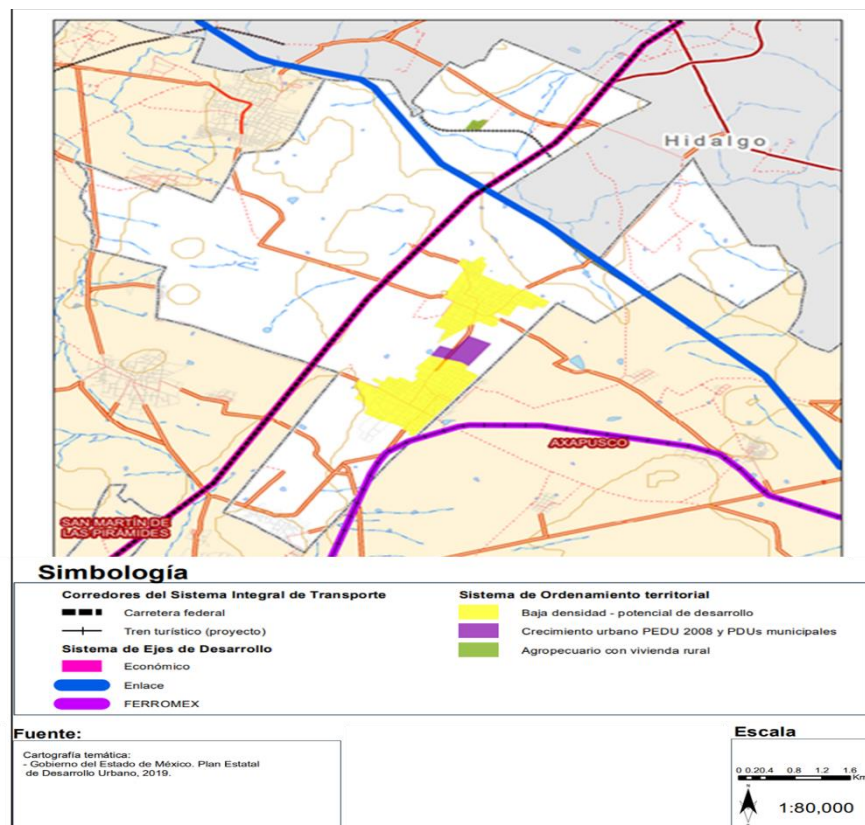 Hidalgo
AXAPUSCO
SAN MARTÍN DE
LAS PIRÁMIDES
Simbología
Corredores del Sistema Integral de Transporte
Carretera federal
Tren turístico (proyecto)
Sistema de Ejes de Desarrollo
Económico
Enlace
FERROMEX
Sistema de Ordenamiento territorial
Baja densidad - potencial de desarrollo
Crecimiento urbano PEDU 2008 y PDUs municipales
Agropecuario con vivienda rural
Fuente:
Cartografía temática:
- Gobierno del Estado de México. Plan Estatal
de Desarrollo Urbano, 2019.
Escala
0 0.20.4 0.8 1.2 1.6
Km
1:80,000